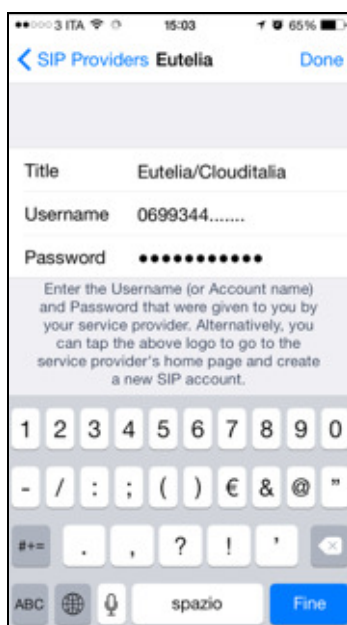 3 ITA 15:03 65%
SIP Providers Eutelia Done
Title Eutelia/Clouditalia
Username 0699344.......
Password ●●●●●●●●●●●
Enter the Username (or Account name)
and Password that were given to you by
your service provider. Alternatively, you
can tap the above logo to go to the
service provider's home page and create
a new SIP account.
1 2 3 4 5 6 7 8 9 0
- / : ; ( ) € & @ "
#+= . , ? ! '
ABC spazio Fine